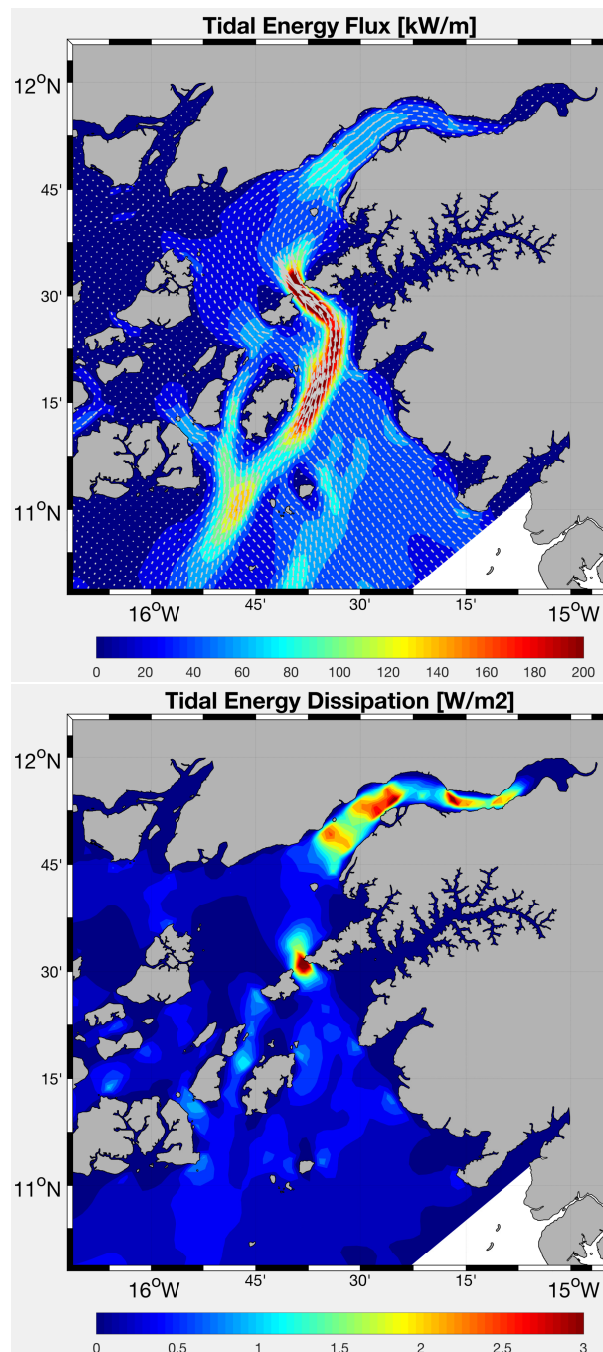 Tidal Energy Flux [kW/m]
12°N
45'
30'
15'
11°N
16°W 45' 30' 15' 15°W
0 20 40 60 80 100 120 140 160 180 200
Tidal Energy Dissipation [W/m2]
12°N
45'
30'
15'
11°N
16°W 45' 30' 15' 15°W
0 0.5 1 1.5 2 2.5 3